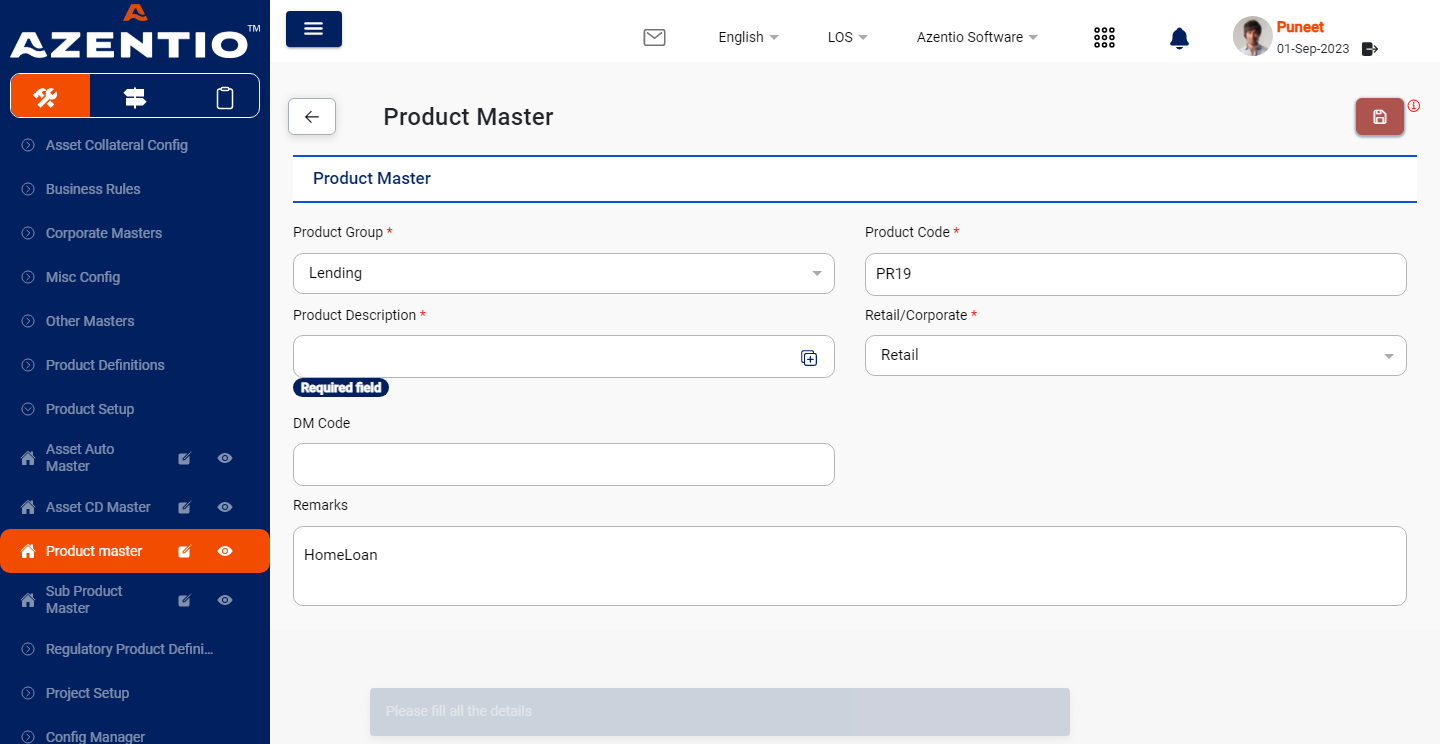 AZENTIO™
English
LOS
Azentio Software
Puneet
01-Sep-2023
Asset Collateral Config
Business Rules
Corporate Masters
Misc Config
Other Masters
Product Definitions
Product Setup
Asset Auto
Master
Asset CD Master
Product master
Sub Product
Master
Regulatory Product Defini...
Project Setup
Config Manager
Product Master
Product Master
Product Group *
Lending
Product Code *
PR19
Product Description *
Required field
Retail/Corporate *
Retail
DM Code
Remarks
HomeLoan
Please fill all the details